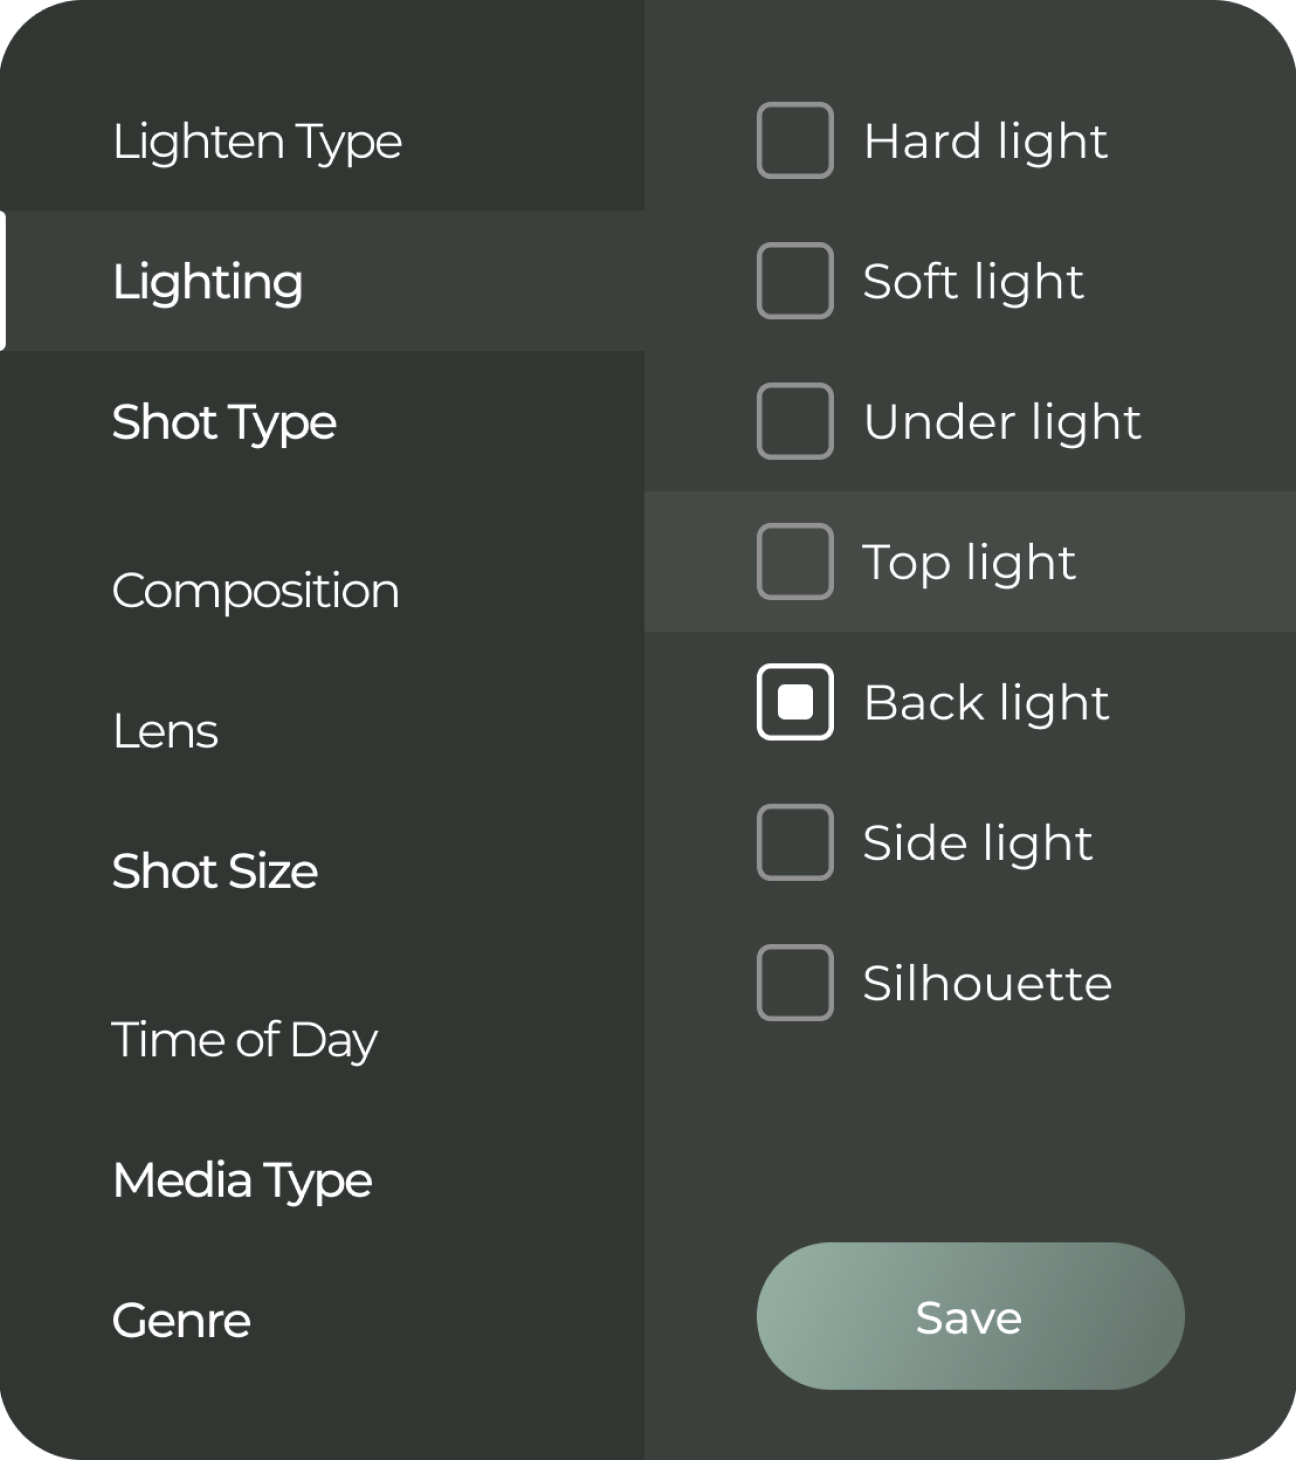 Lighten Type
Lighting
Shot Type
Composition
Lens
Shot Size
Time of Day
Media Type
Genre
Hard light
Soft light
Under light
Top light
Back light
Side light
Silhouette
Save